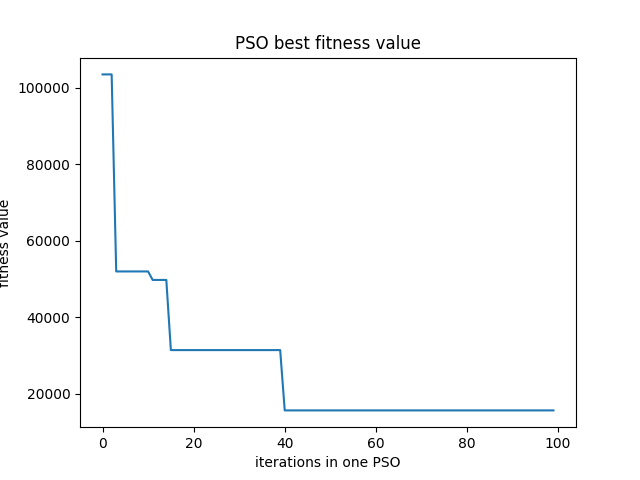 PSO best fitness value
100000
80000
60000
40000
20000
fitness value
0 20 40 60 80 100
iterations in one PSO